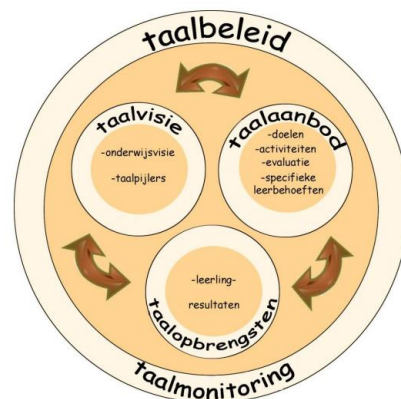 taalbeleid
taalvisie
-onderwijsvisie
-taalpijlers
taalaanbod
-doelen
-activiteiten
-evaluatie
-specifieke
leerbehoeften
-leerling-
resultaten
taalopbrengsten
taalmonitoring